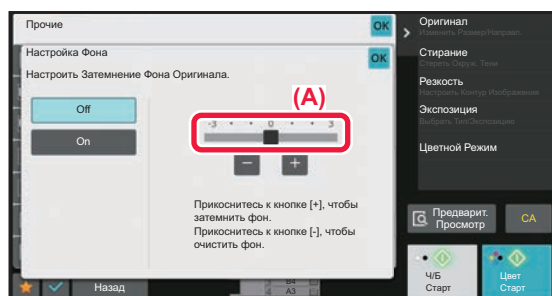 Прочие
OK
Настройка Фона
OK
Настроить Затемнение Фона Оригинала.
Off
On
(A)
-3 • • 0 • • 3
- +
Прикоснитесь к кнопке [+], чтобы
затемнить фон.
Прикоснитесь к кнопке [-], чтобы
очистить фон.
Назад
B4
A3
Оригинал
Изменить Размер/Направл.
Стирание
Стереть Окруж. Тени
Резкость
Настроить Контур Изображения
Экспозиция
Выбрать Тип/Экспозицию
Цветной Режим
Предварит.
Просмотр
CA
Ч/Б
Старт
Цвет
Старт